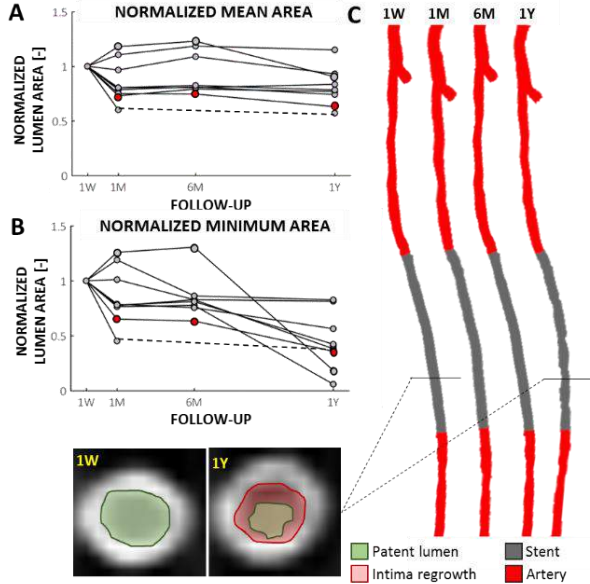 A
NORMALIZED MEAN AREA
NORMALIZED
LUMEN AREA [-]
1.5
1
0.5
0
1W
1M
6M
1Y
FOLLOW-UP
B
NORMALIZED MINIMUM AREA
NORMALIZED
LUMEN AREA [-]
1.5
1
0.5
0
1W
1M
6M
1Y
FOLLOW-UP
1W
1Y
C
1W
1M
6M
1Y
Patent lumen
Stent
Intima regrowth
Artery